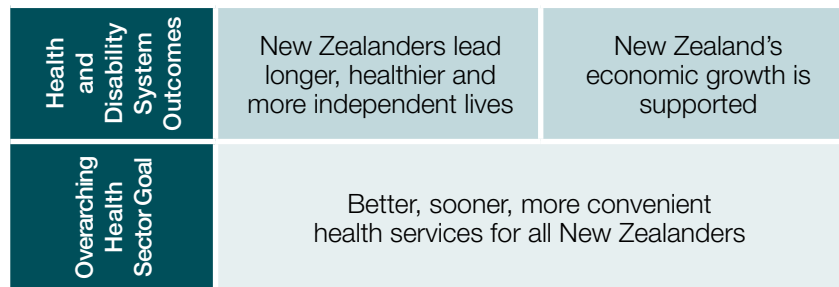 Health
and
Disability
System
Outcomes
New Zealanders lead
longer, healthier and
more independent lives
New Zealand’s
economic growth is
supported
Overarching
Health
Sector Goal
Better, sooner, more convenient
health services for all New Zealanders